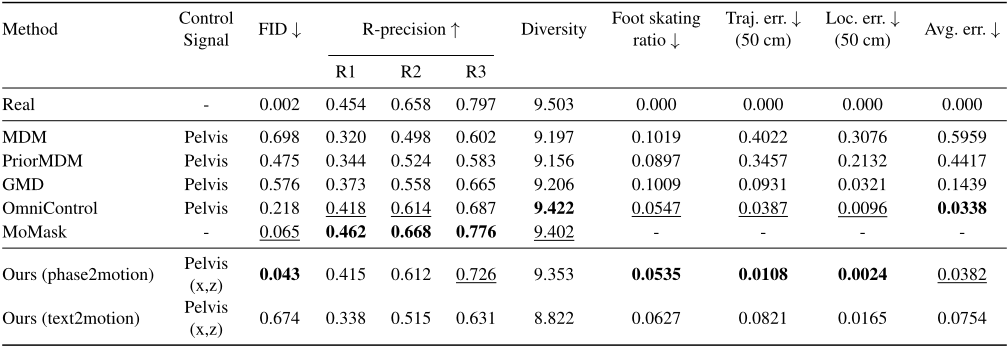 Method Control Signal FID ↓ R-precision ↑ Diversity Foot skating ratio ↓ Traj. err. ↓ (50 cm) Loc. err. ↓ (50 cm) Avg. err. ↓
R1 R2 R3
Real - 0.002 0.454 0.658 0.797 9.503 0.000 0.000 0.000 0.000
MDM Pelvis 0.698 0.320 0.498 0.602 9.197 0.1019 0.4022 0.3076 0.5959
PriorMDM Pelvis 0.475 0.344 0.524 0.583 9.156 0.0897 0.3457 0.2132 0.4417
GMD Pelvis 0.576 0.373 0.558 0.665 9.206 0.1009 0.0931 0.0321 0.1439
OmniControl Pelvis 0.218 0.418 0.614 0.687 9.422 0.0547 0.0387 0.0096 0.0338
MoMask - 0.065 0.462 0.668 0.776 9.402 - - - -
Ours (phase2motion) Pelvis (x,z) 0.043 0.415 0.612 0.726 9.353 0.0535 0.0108 0.0024 0.0382
Ours (text2motion) Pelvis (x,z) 0.674 0.338 0.515 0.631 8.822 0.0627 0.0821 0.0165 0.0754